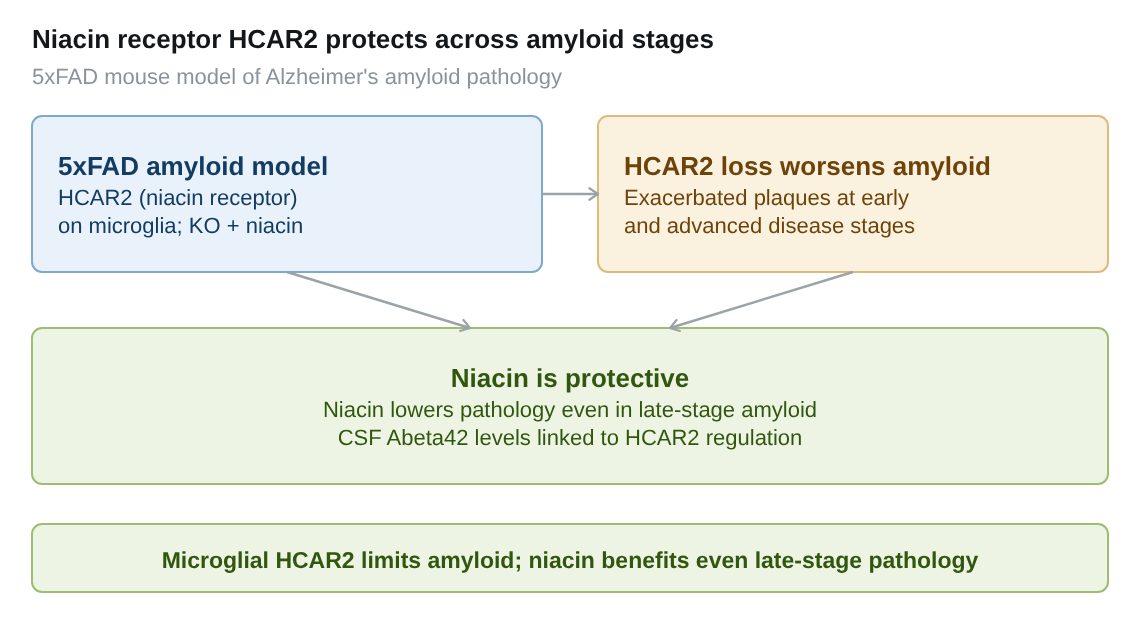 Niacin receptor HCAR2 protects across amyloid stages
5xFAD mouse model of Alzheimer's amyloid pathology
5xFAD amyloid model
HCAR2 (niacin receptor)
on microglia; KO + niacin
HCAR2 loss worsens amyloid
Exacerbated plaques at early
and advanced disease stages
Niacin is protective
Niacin lowers pathology even in late-stage amyloid
CSF Abeta42 levels linked to HCAR2 regulation
Microglial HCAR2 limits amyloid; niacin benefits even late-stage pathology